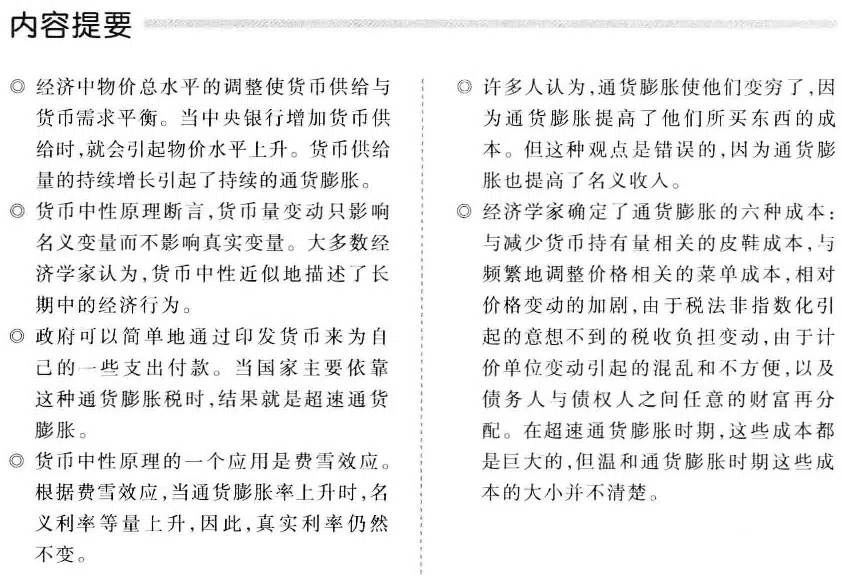 内容提要
◎ 经济中物价总水平的调整使货币供给与
货币需求平衡。当中央银行增加货币供
给时,就会引起物价水平上升。货币供给
量的持续增长引起了持续的通货膨胀。
◎ 货币中性原理断言,货币量变动只影响
名义变量而不影响真实变量。大多数经
济学家认为,货币中性近似地描述了长
期中的经济行为。
◎ 政府可以简单地通过印发货币来为自
己的一些支出付款。当国家主要依靠
这种通货膨胀税时,结果就是超速通货
膨胀。
◎ 货币中性原理的一个应用是费雪效应。
根据费雪效应,当通货膨胀率上升时,名
义利率等量上升,因此,真实利率仍然
不变。
◎ 许多人认为,通货膨胀使他们变穷了,因
为通货膨胀提高了他们所买东西的成
本。但这种观点是错误的,因为通货膨
胀也提高了名义收入。
◎ 经济学家确定了通货膨胀的六种成本:
与减少货币持有量相关的皮鞋成本,与
频繁地调整价格相关的菜单成本,相对
价格变动的加剧,由于税法非指数化引
起的意想不到的税收负担变动,由于计
价单位变动引起的混乱和不方便,以及
债务人与债权人之间任意的财富再分
配。在超速通货膨胀时期,这些成本都
是巨大的,但温和通货膨胀时期这些成
本的大小并不清楚。